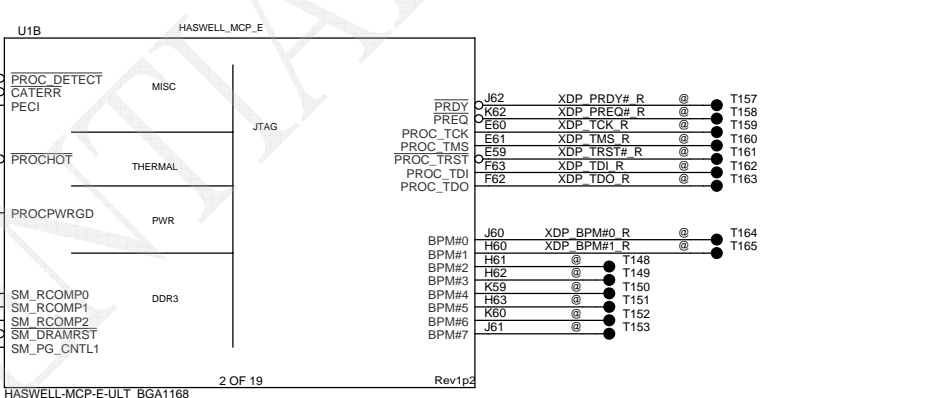 U1B HASWELL_MCP_E
PROC_DETECT
CATERR
PECI
PROCHOT
PROCPWRGD
SM_RCOMP0
SM_RCOMP1
SM_RCOMP2
SM_DRAMRST
SM_PG_CNTL1
MISC
THERMAL
PWR
DDR3
JTAG
PRDY J62 XDP_PRDY#_R @ T157
PREQ K62 XDP_PREQ#_R @ T158
PROC_TCK E60 XDP_TCK_R @ T159
PROC_TMS E61 XDP_TMS_R @ T160
PROC_TRST E59 XDP_TRST#_R @ T161
PROC_TDI F63 XDP_TDI_R @ T162
PROC_TDO F62 XDP_TDO_R @ T163
BPM#0 J60 XDP_BPM#0_R @ T164
BPM#1 H60 XDP_BPM#1_R @ T165
BPM#2 H61 @ T148
BPM#3 H62 @ T149
BPM#4 K59 @ T150
BPM#5 H63 @ T151
BPM#6 K60 @ T152
BPM#7 J61 @ T153
2 OF 19 Rev1p2
HASWELL-MCP-E-ULT_BGA1168